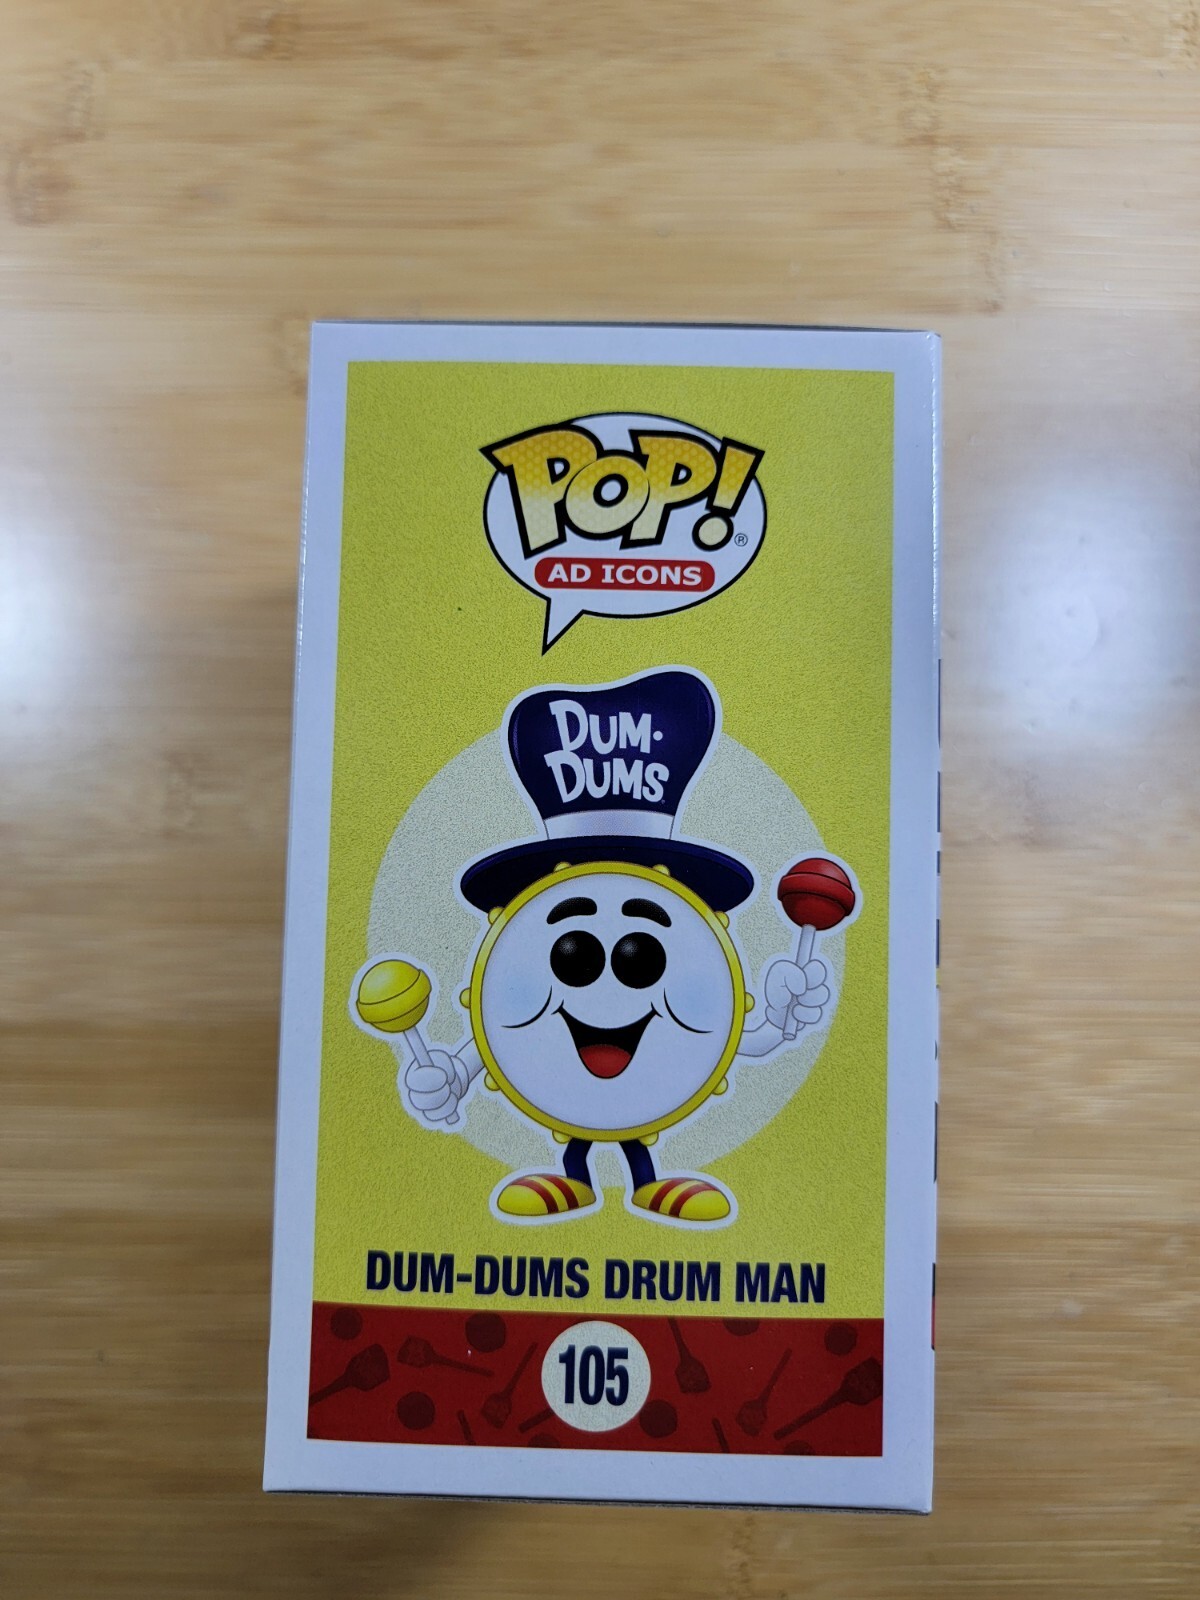 POP!
®
AD ICONS
DUM-
DUMS
DUM-DUMS DRUM MAN
105